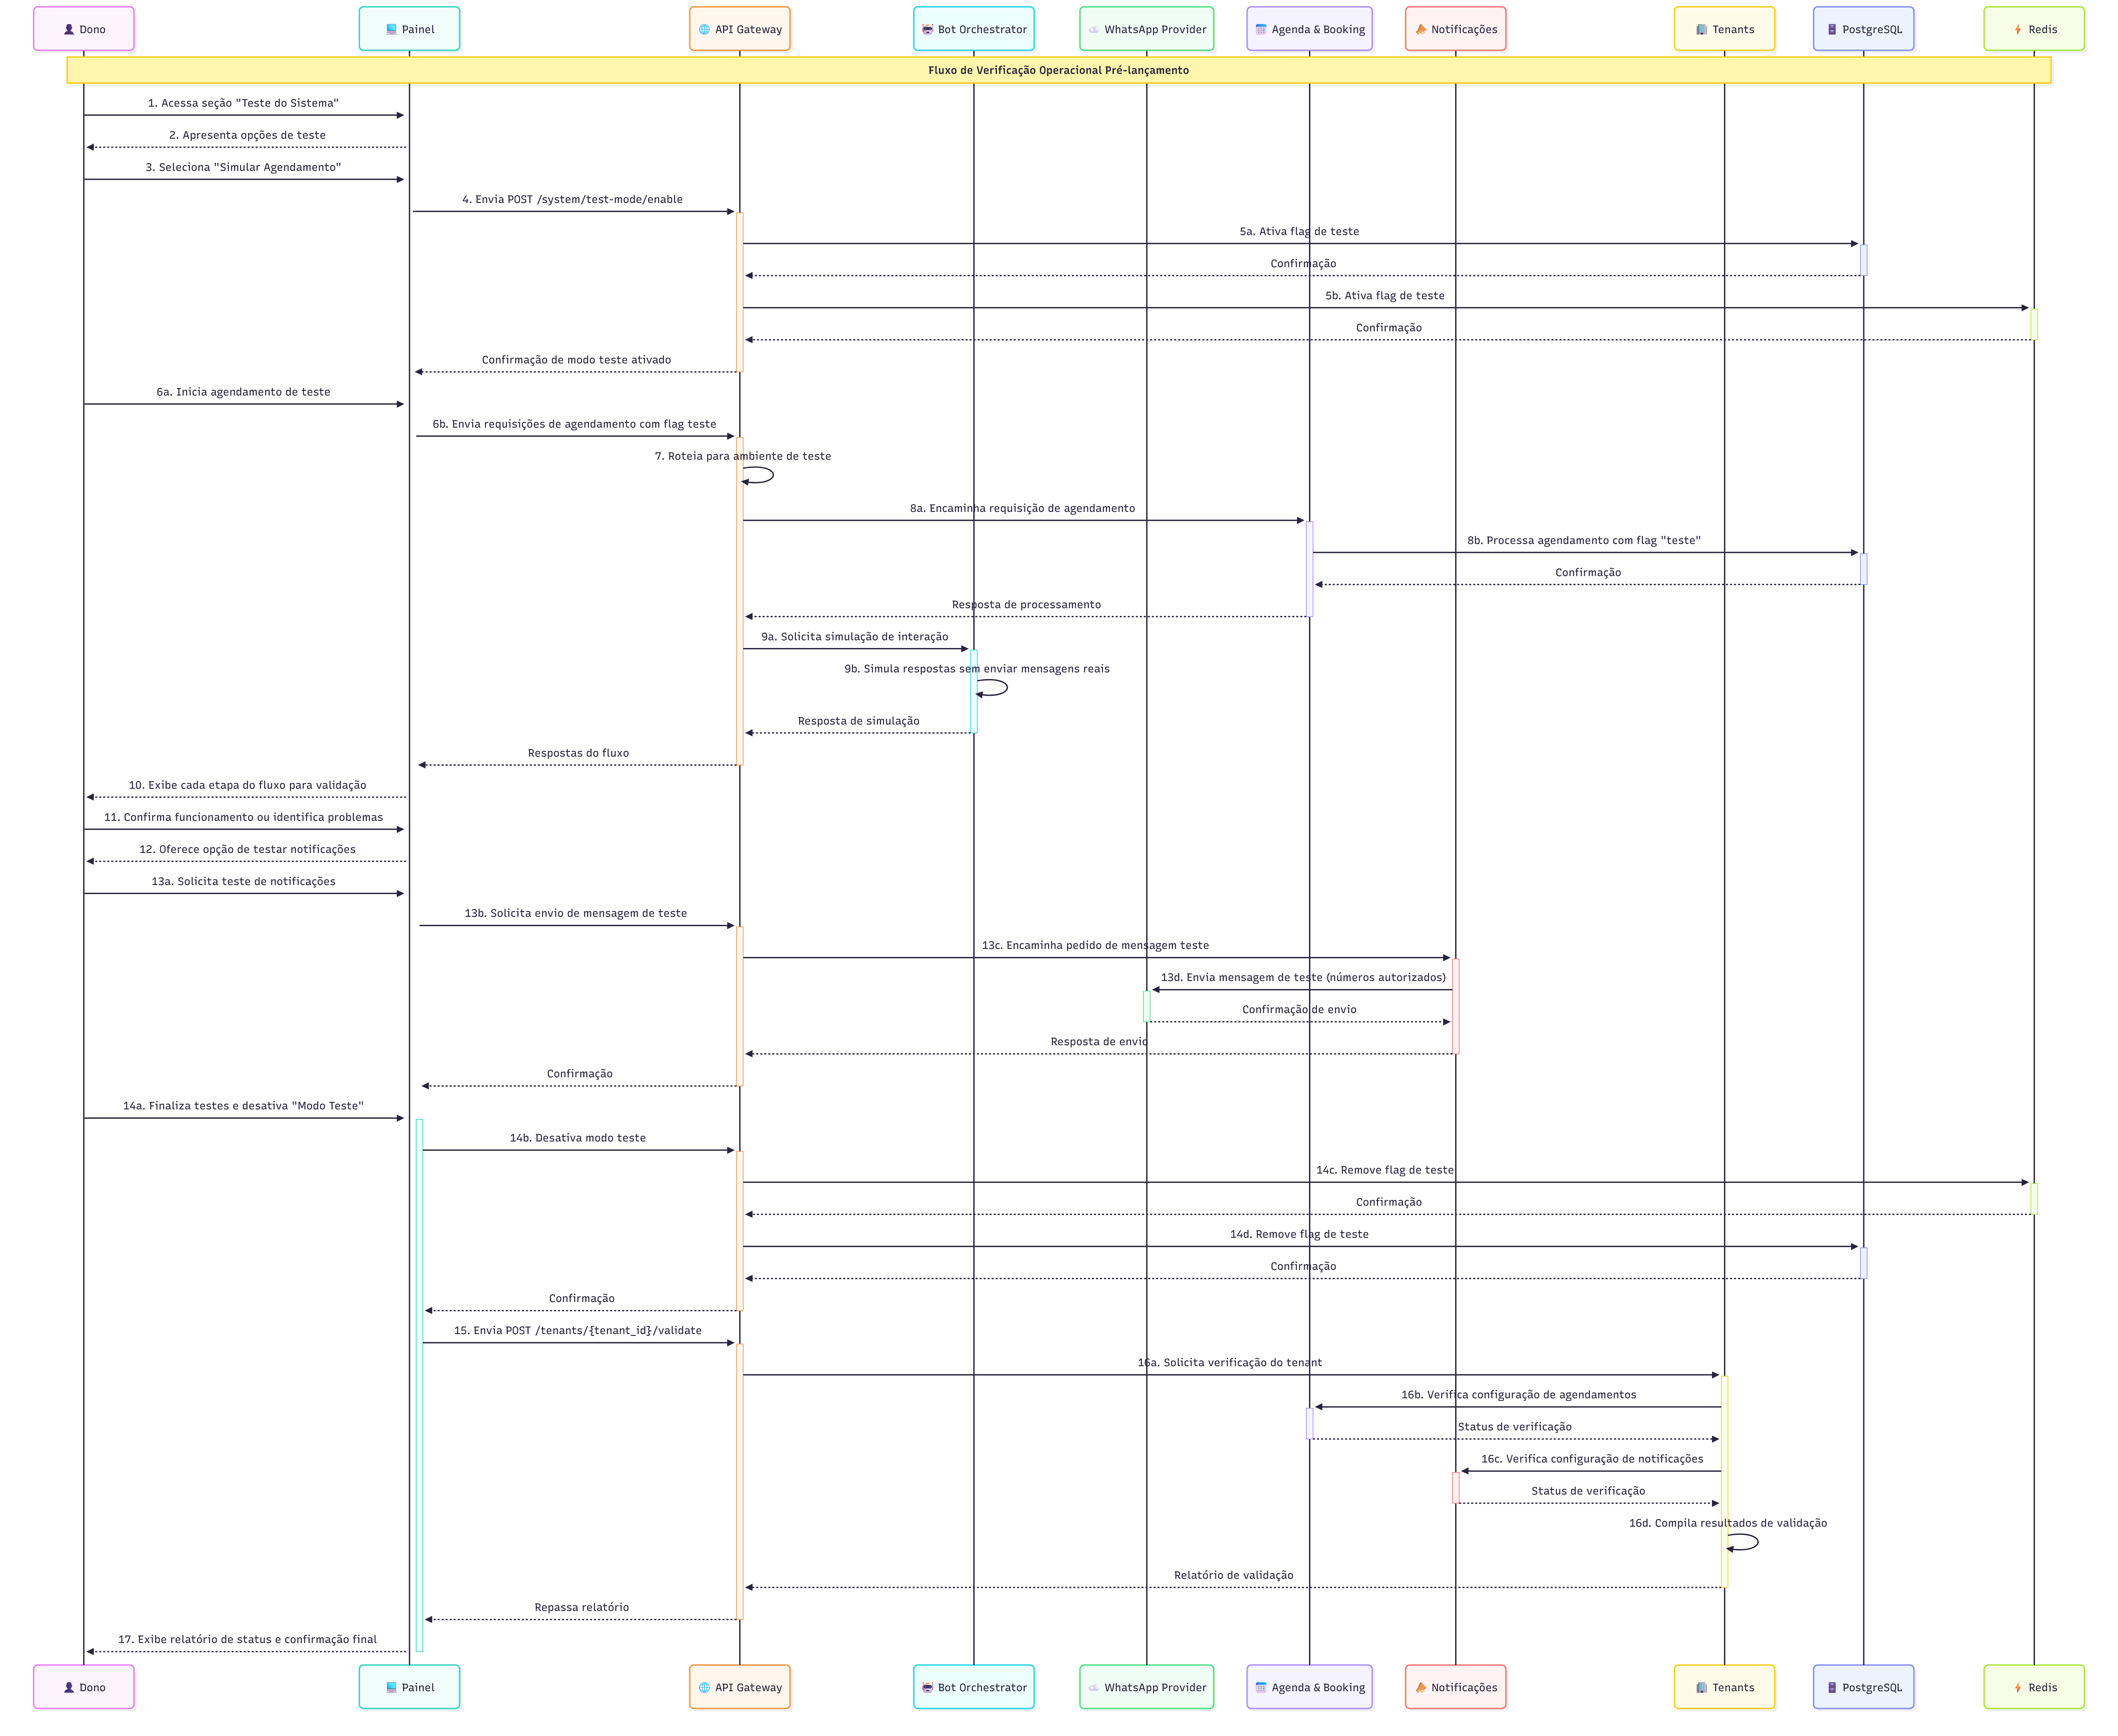 Dono
Painel
API Gateway
Bot Orchestrator
WhatsApp Provider
Agenda & Booking
Notificações
Tenants
PostgreSQL
Redis
Fluxo de Verificação Operacional Pré-lançamento
1. Acessa seção "Teste do Sistema"
2. Apresenta opções de teste
3. Seleciona "Simular Agendamento"
4. Envia POST /system/test-mode/enable
5a. Ativa flag de teste
Confirmação
5b. Ativa flag de teste
Confirmação
Confirmação de modo teste ativado
6a. Inicia agendamento de teste
6b. Envia requisições de agendamento com flag teste
7. Roteia para ambiente de teste
8a. Encaminha requisição de agendamento
8b. Processa agendamento com flag "teste"
Confirmação
Resposta de processamento
9a. Solicita simulação de interação
9b. Simula respostas sem enviar mensagens reais
Resposta de simulação
Respostas do fluxo
10. Exibe cada etapa do fluxo para validação
11. Confirma funcionamento ou identifica problemas
12. Oferece opção de testar notificações
13a. Solicita teste de notificações
13b. Solicita envio de mensagem de teste
13c. Encaminha pedido de mensagem teste
13d. Envia mensagem de teste (números autorizados)
Confirmação de envio
Resposta de envio
Confirmação
14a. Finaliza testes e desativa "Modo Teste"
14b. Desativa modo teste
14c. Remove flag de teste
Confirmação
14d. Remove flag de teste
Confirmação
Confirmação
15. Envia POST /tenants/{tenant_id}/validate
16a. Solicita verificação do tenant
16b. Verifica configuração de agendamentos
Status de verificação
16c. Verifica configuração de notificações
Status de verificação
16d. Compila resultados de validação
Relatório de validação
Repassa relatório
17. Exibe relatório de status e confirmação final
Dono
Painel
API Gateway
Bot Orchestrator
WhatsApp Provider
Agenda & Booking
Notificações
Tenants
PostgreSQL
Redis